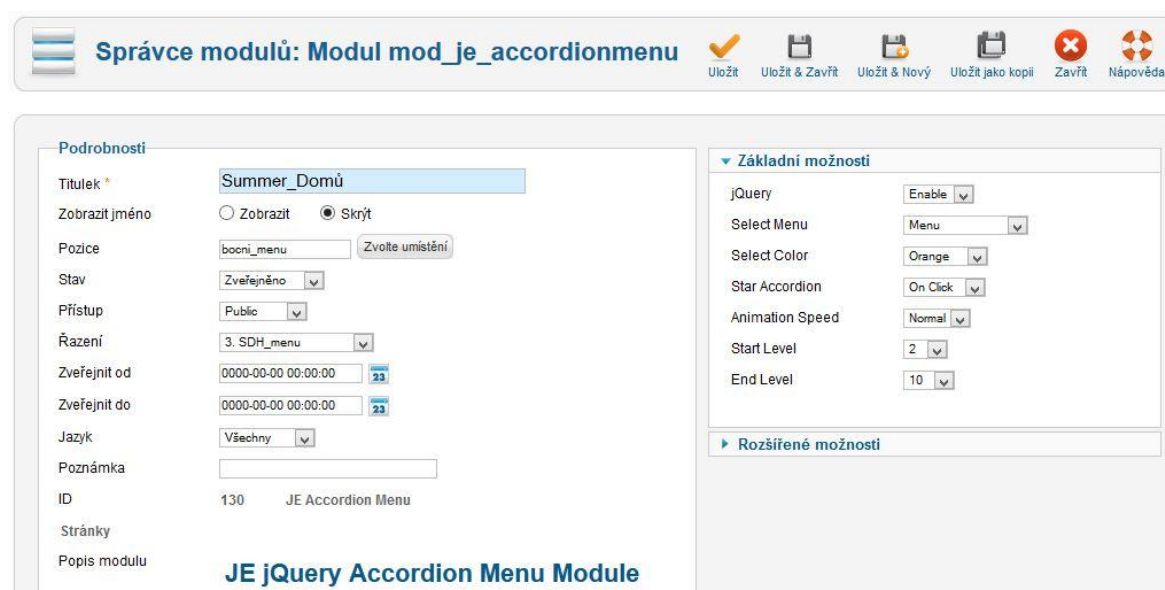 Správce modulů: Modul mod_je_accordionmenu
Uložit
Uložit & Zavřít
Uložit & Nový
Uložit jako kopii
Zavřít
Nápověda
Podrobnosti
Titulek * Summer_Domů
Zobrazit jméno Zobrazit Skrýt
Pozice bocni_menu Zvolte umístění
Stav Zveřejněno
Přístup Public
Řazení 3. SDH_menu
Zveřejnit od 0000-00-00 00:00:00 23
Zveřejnit do 0000-00-00 00:00:00 23
Jazyk Všechny
Poznámka
ID 130 JE Accordion Menu
Stránky
Popis modulu
JE jQuery Accordion Menu Module
Základní možnosti
jQuery Enable
Select Menu Menu
Select Color Orange
Star Accordion On Click
Animation Speed Normal
Start Level 2
End Level 10
Rozšířené možnosti